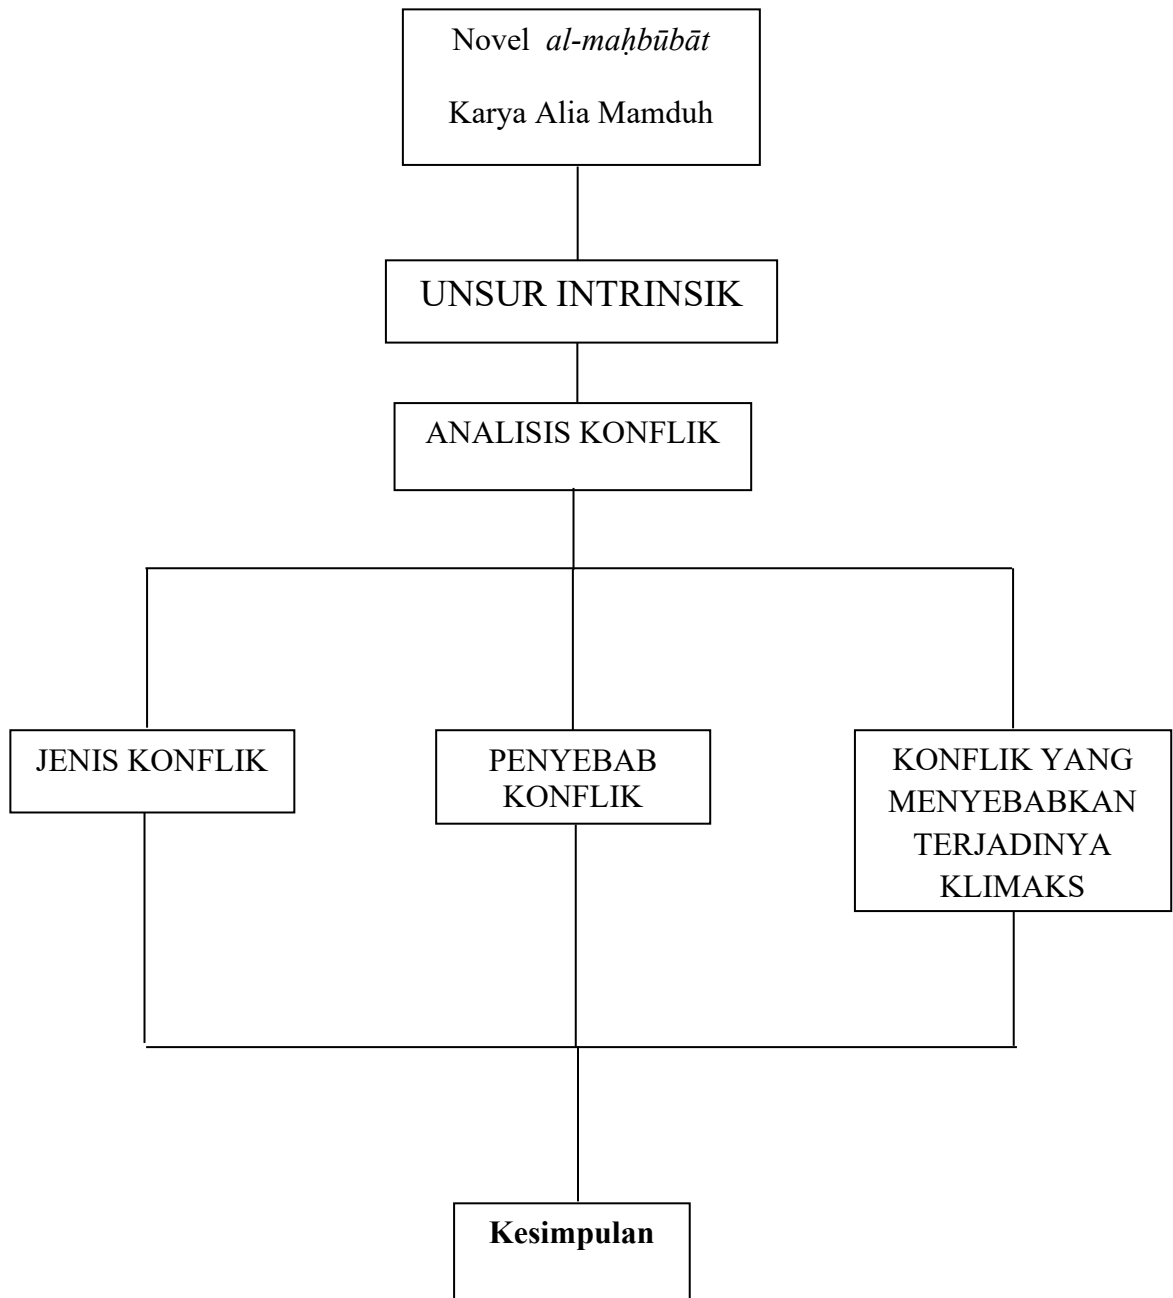 Novel al-maḥbūbāt
Karya Alia Mamduh
UNSUR INTRINSIK
ANALISIS KONFLIK
JENIS KONFLIK
PENYEBAB
KONFLIK
KONFLIK YANG
MENYEBABKAN
TERJADINYA
KLIMAKS
Kesimpulan